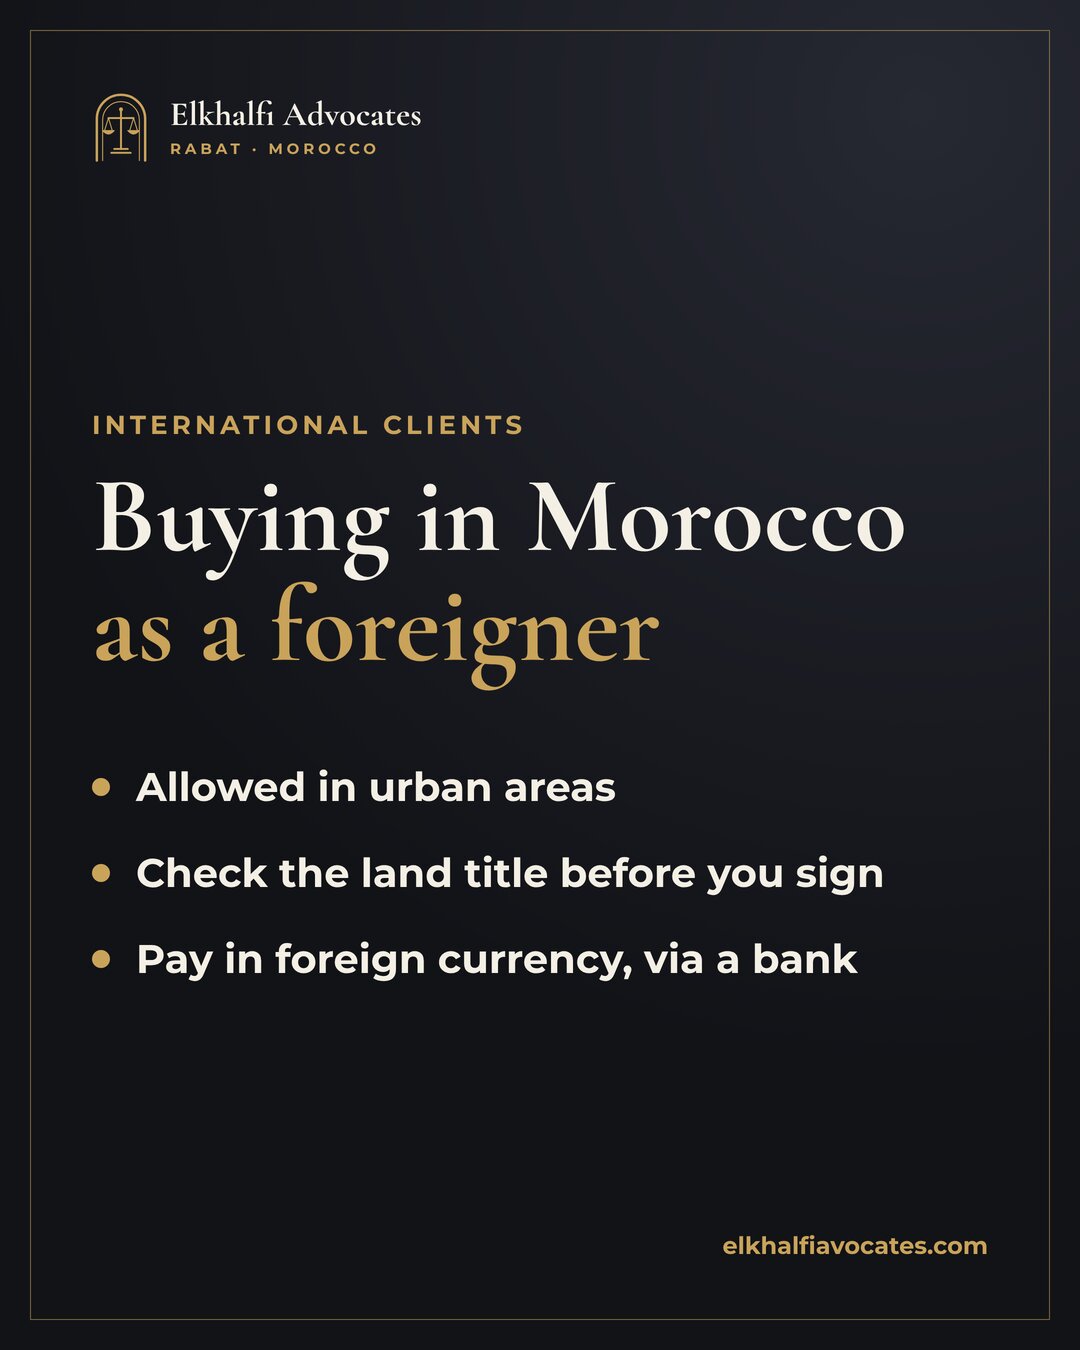 Elkhalfi Advocates
RABAT · MOROCCO
INTERNATIONAL CLIENTS
Buying in Morocco
as a foreigner
Allowed in urban areas
Check the land title before you sign
Pay in foreign currency, via a bank
elkhalfiavocates.com